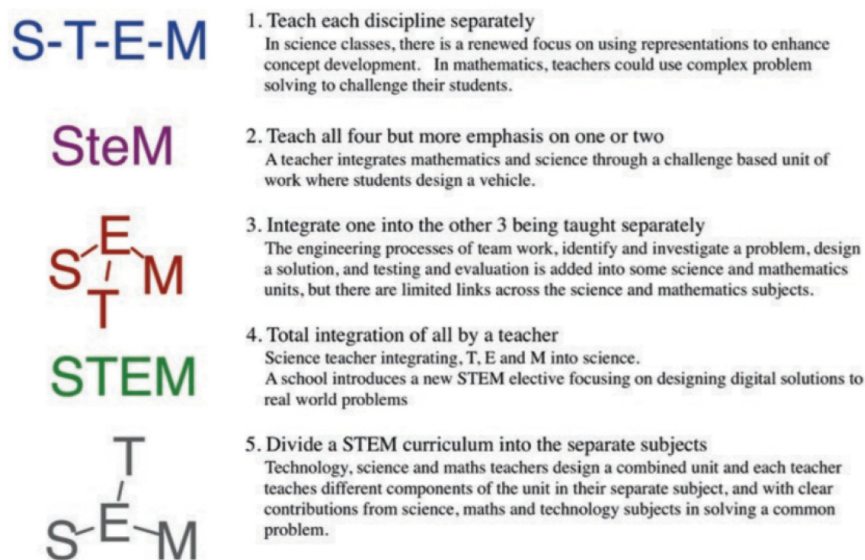 S-T-E-M
1. Teach each discipline separately
In science classes, there is a renewed focus on using representations to enhance
concept development. In mathematics, teachers could use complex problem
solving to challenge their students.
SteM
2. Teach all four but more emphasis on one or two
A teacher integrates mathematics and science through a challenge based unit of
work where students design a vehicle.
S E M
T
3. Integrate one into the other 3 being taught separately
The engineering processes of team work, identify and investigate a problem, design
a solution, and testing and evaluation is added into some science and mathematics
units, but there are limited links across the science and mathematics subjects.
STEM
4. Total integration of all by a teacher
Science teacher integrating, T, E and M into science.
A school introduces a new STEM elective focusing on designing digital solutions to
real world problems
T
S E M
5. Divide a STEM curriculum into the separate subjects
Technology, science and maths teachers design a combined unit and each teacher
teaches different components of the unit in their separate subject, and with clear
contributions from science, maths and technology subjects in solving a common
problem.